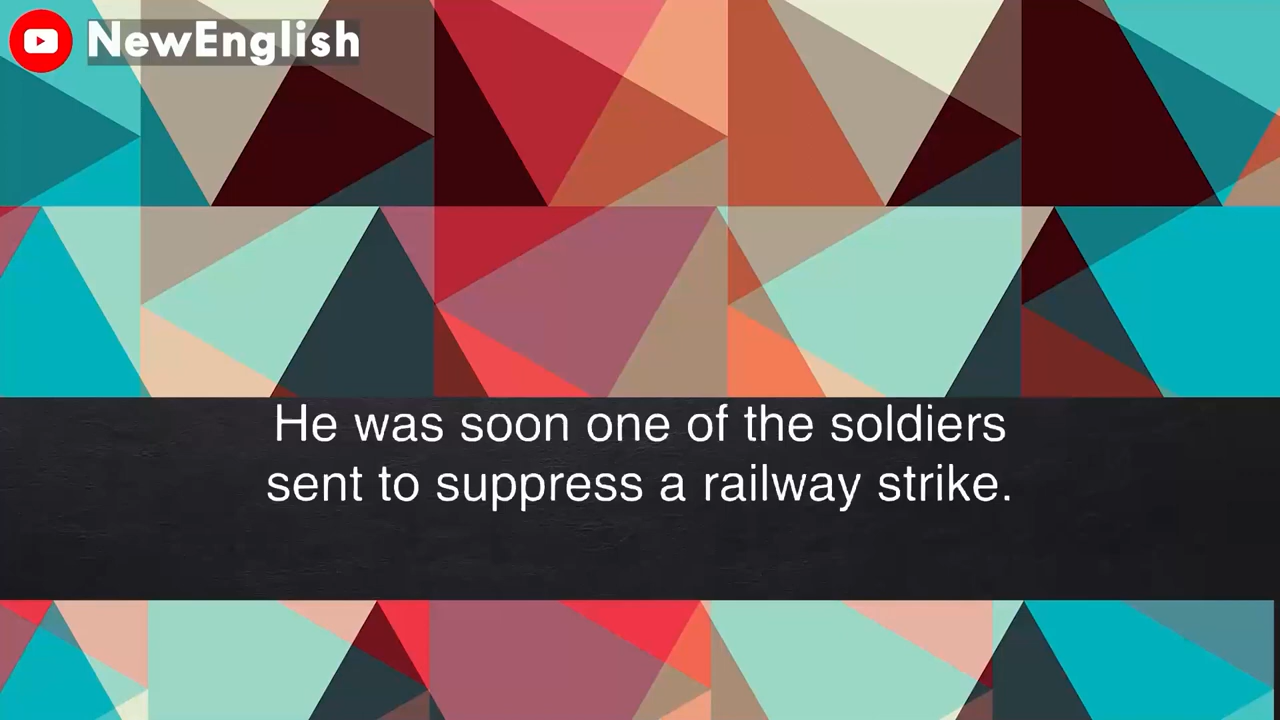 NewEnglish
He was soon one of the soldiers
sent to suppress a railway strike.